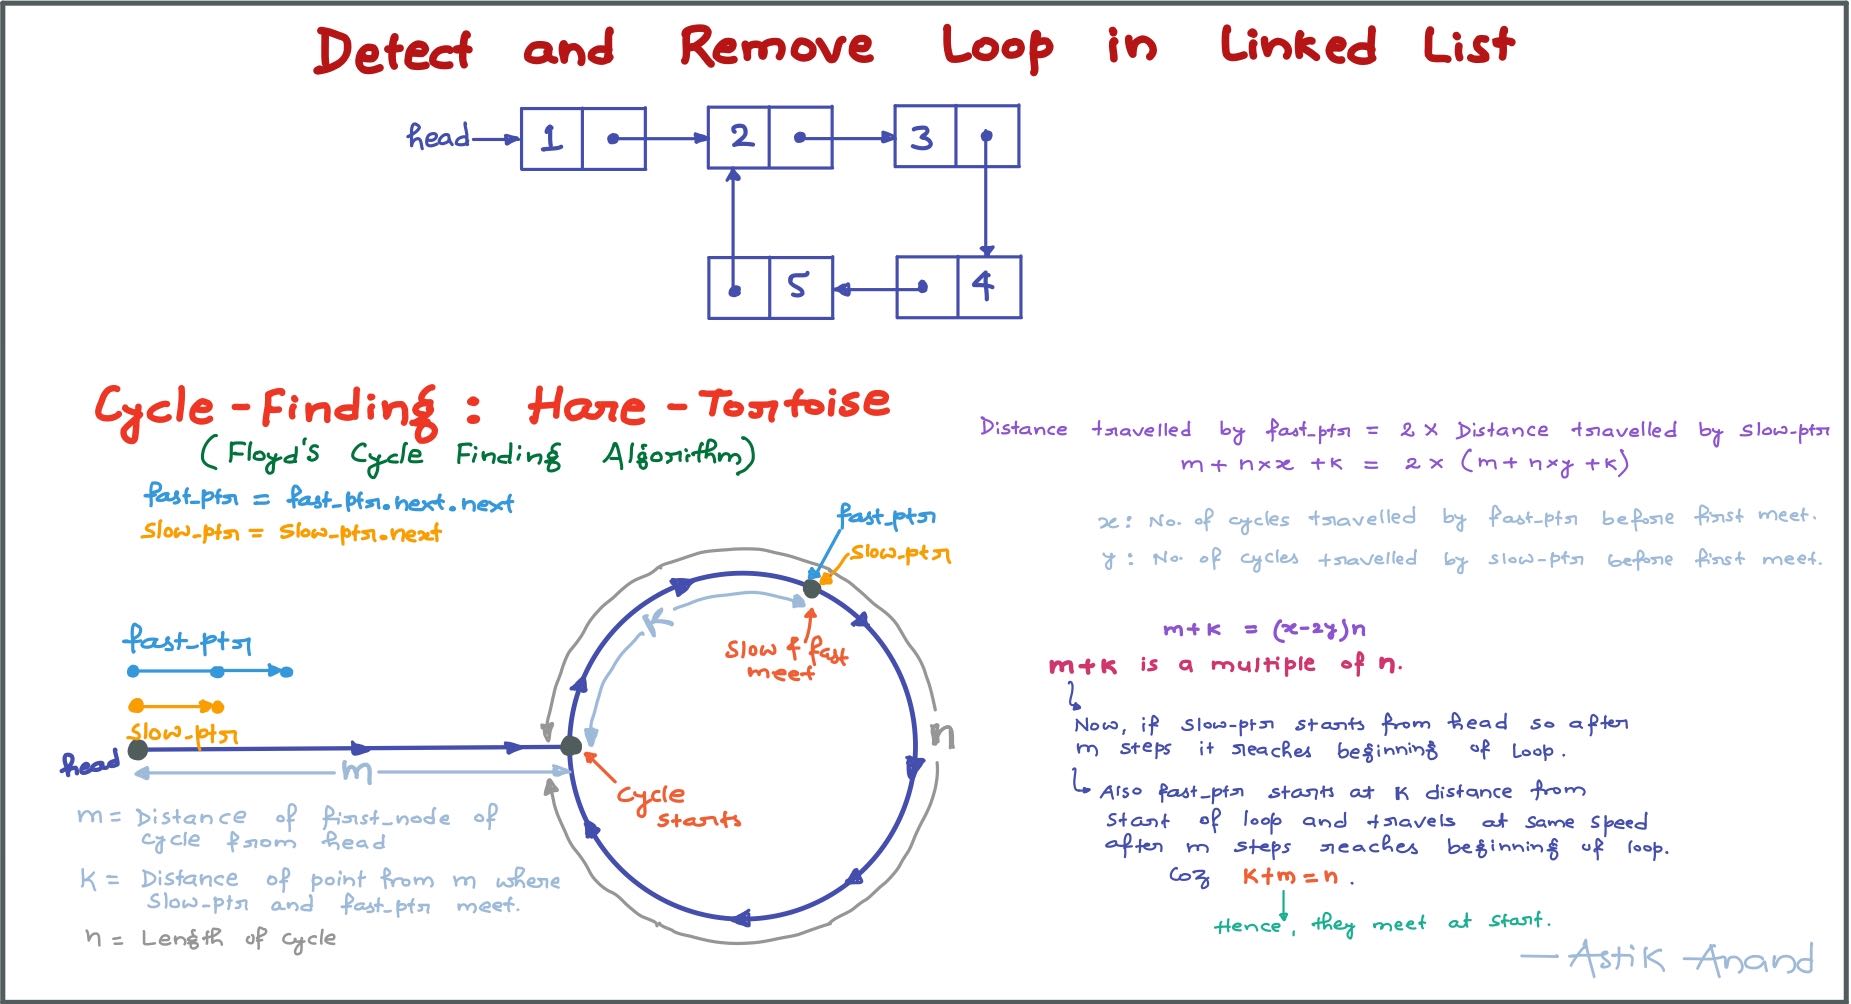 Detect and Remove Loop in Linked List
head
1
2
3
5
4
Cycle-Finding: Hare-Tortoise
(Floyd's Cycle Finding Algorithm)
fast_ptr = fast_ptr.next.next
slow_ptr = slow_ptr.next
fast_ptr
slow_ptr
K
Slow & fast
meet
n
fast_ptr
slow_ptr
head
m
Cycle
starts
m = Distance of first_node of
cycle from head
K = Distance of point from m where
slow_ptr and fast_ptr meet.
n = Length of cycle
Distance travelled by fast_ptr = 2 x Distance travelled by slow_ptr
m + n x x + K = 2 x (m + n x y + K)
x: No. of cycles travelled by fast_ptr before first meet.
y: No. of cycles travelled by slow_ptr before first meet.
m+K = (x-2y)n
m+K is a multiple of n.
Now, if slow-ptr starts from head so after
m steps it reaches beginning of Loop.
Also fast_ptr starts at K distance from
start of loop and travels at same speed
after m steps reaches beginning of loop.
Coz K+m=n.
Hence, they meet at start.
— Astik Anand